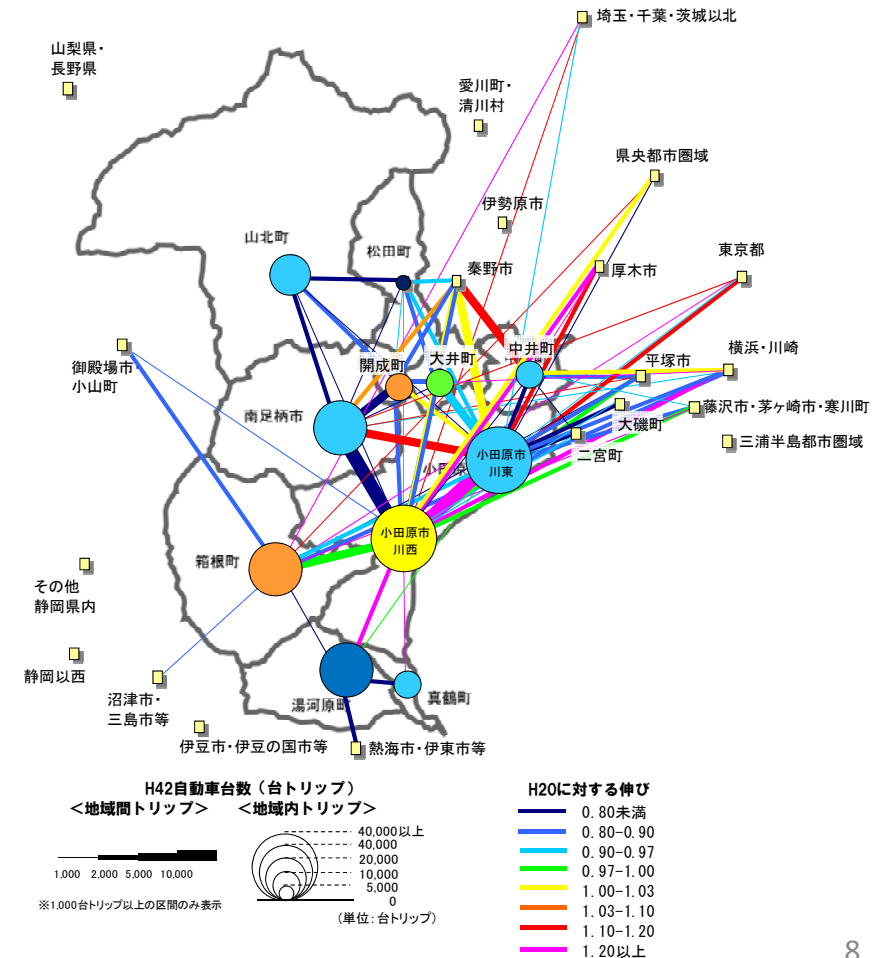 埼玉・千葉・茨城以北
山梨県・
長野県
愛川町・
清川村
県央都市圏域
伊勢原市
山北町
松田町
秦野市
厚木市
東京都
御殿場市・
小山町
開成町
大井町
中井町
平塚市
横浜・川崎
南足柄市
藤沢市・茅ヶ崎市・寒川町
大磯町
二宮町
三浦半島都市圏域
小田原市
川東
小田原市
川西
箱根町
その他
静岡県内
静岡以西
沼津市・
三島市等
湯河原町
真鶴町
伊豆市・伊豆の国市等
熱海市・伊東市等
H42自動車台数（台トリップ）
＜地域間トリップ＞
＜地域内トリップ＞
1,000 2,000 5,000 10,000
※1,000台トリップ以上の区間のみ表示
40,000以上
40,000
20,000
10,000
5,000
0
（単位：台トリップ）
H20に対する伸び
0.80未満
0.80-0.90
0.90-0.97
0.97-1.00
1.00-1.03
1.03-1.10
1.10-1.20
1.20以上
8